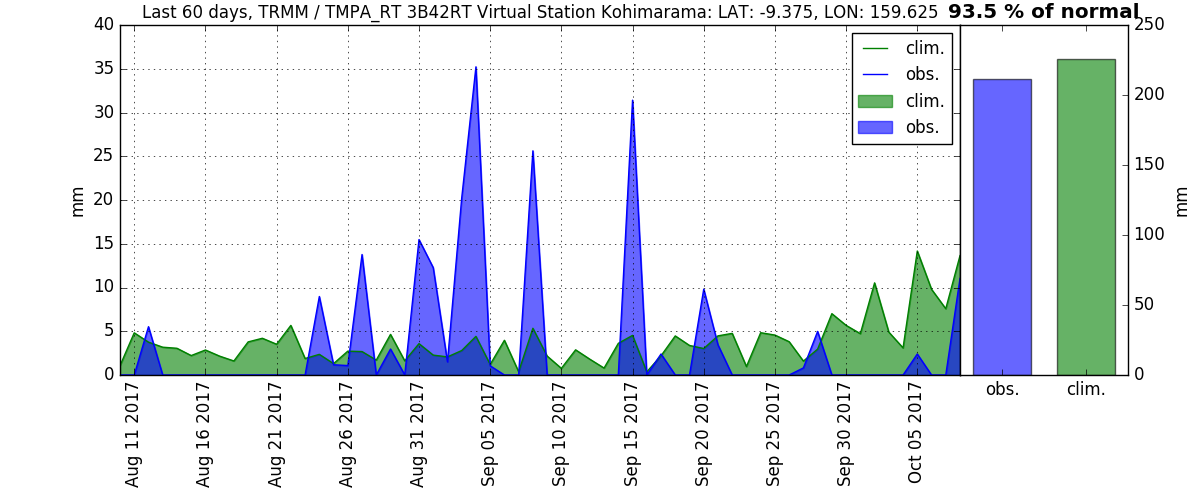 Last 60 days, TRMM / TMPA_RT 3B42RT Virtual Station Kohimarama: LAT: -9.375, LON: 159.625 93.5 % of normal
40
35
30
25
20
15
10
5
0
mm
clim.
obs.
clim.
obs.
250
200
150
100
50
0
mm
obs.
clim.
Aug 11 2017
Aug 16 2017
Aug 21 2017
Aug 26 2017
Aug 31 2017
Sep 05 2017
Sep 10 2017
Sep 15 2017
Sep 20 2017
Sep 25 2017
Sep 30 2017
Oct 05 2017